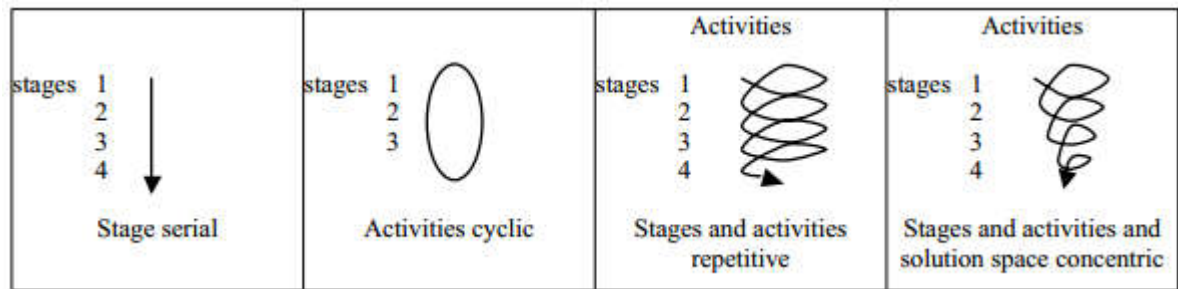 stages 1
2
3
4
Stage serial
stages 1
2
3
Activities cyclic
Activities
stages 1
2
3
4
Stages and activities
repetitive
Activities
stages 1
2
3
4
Stages and activities and
solution space concentric